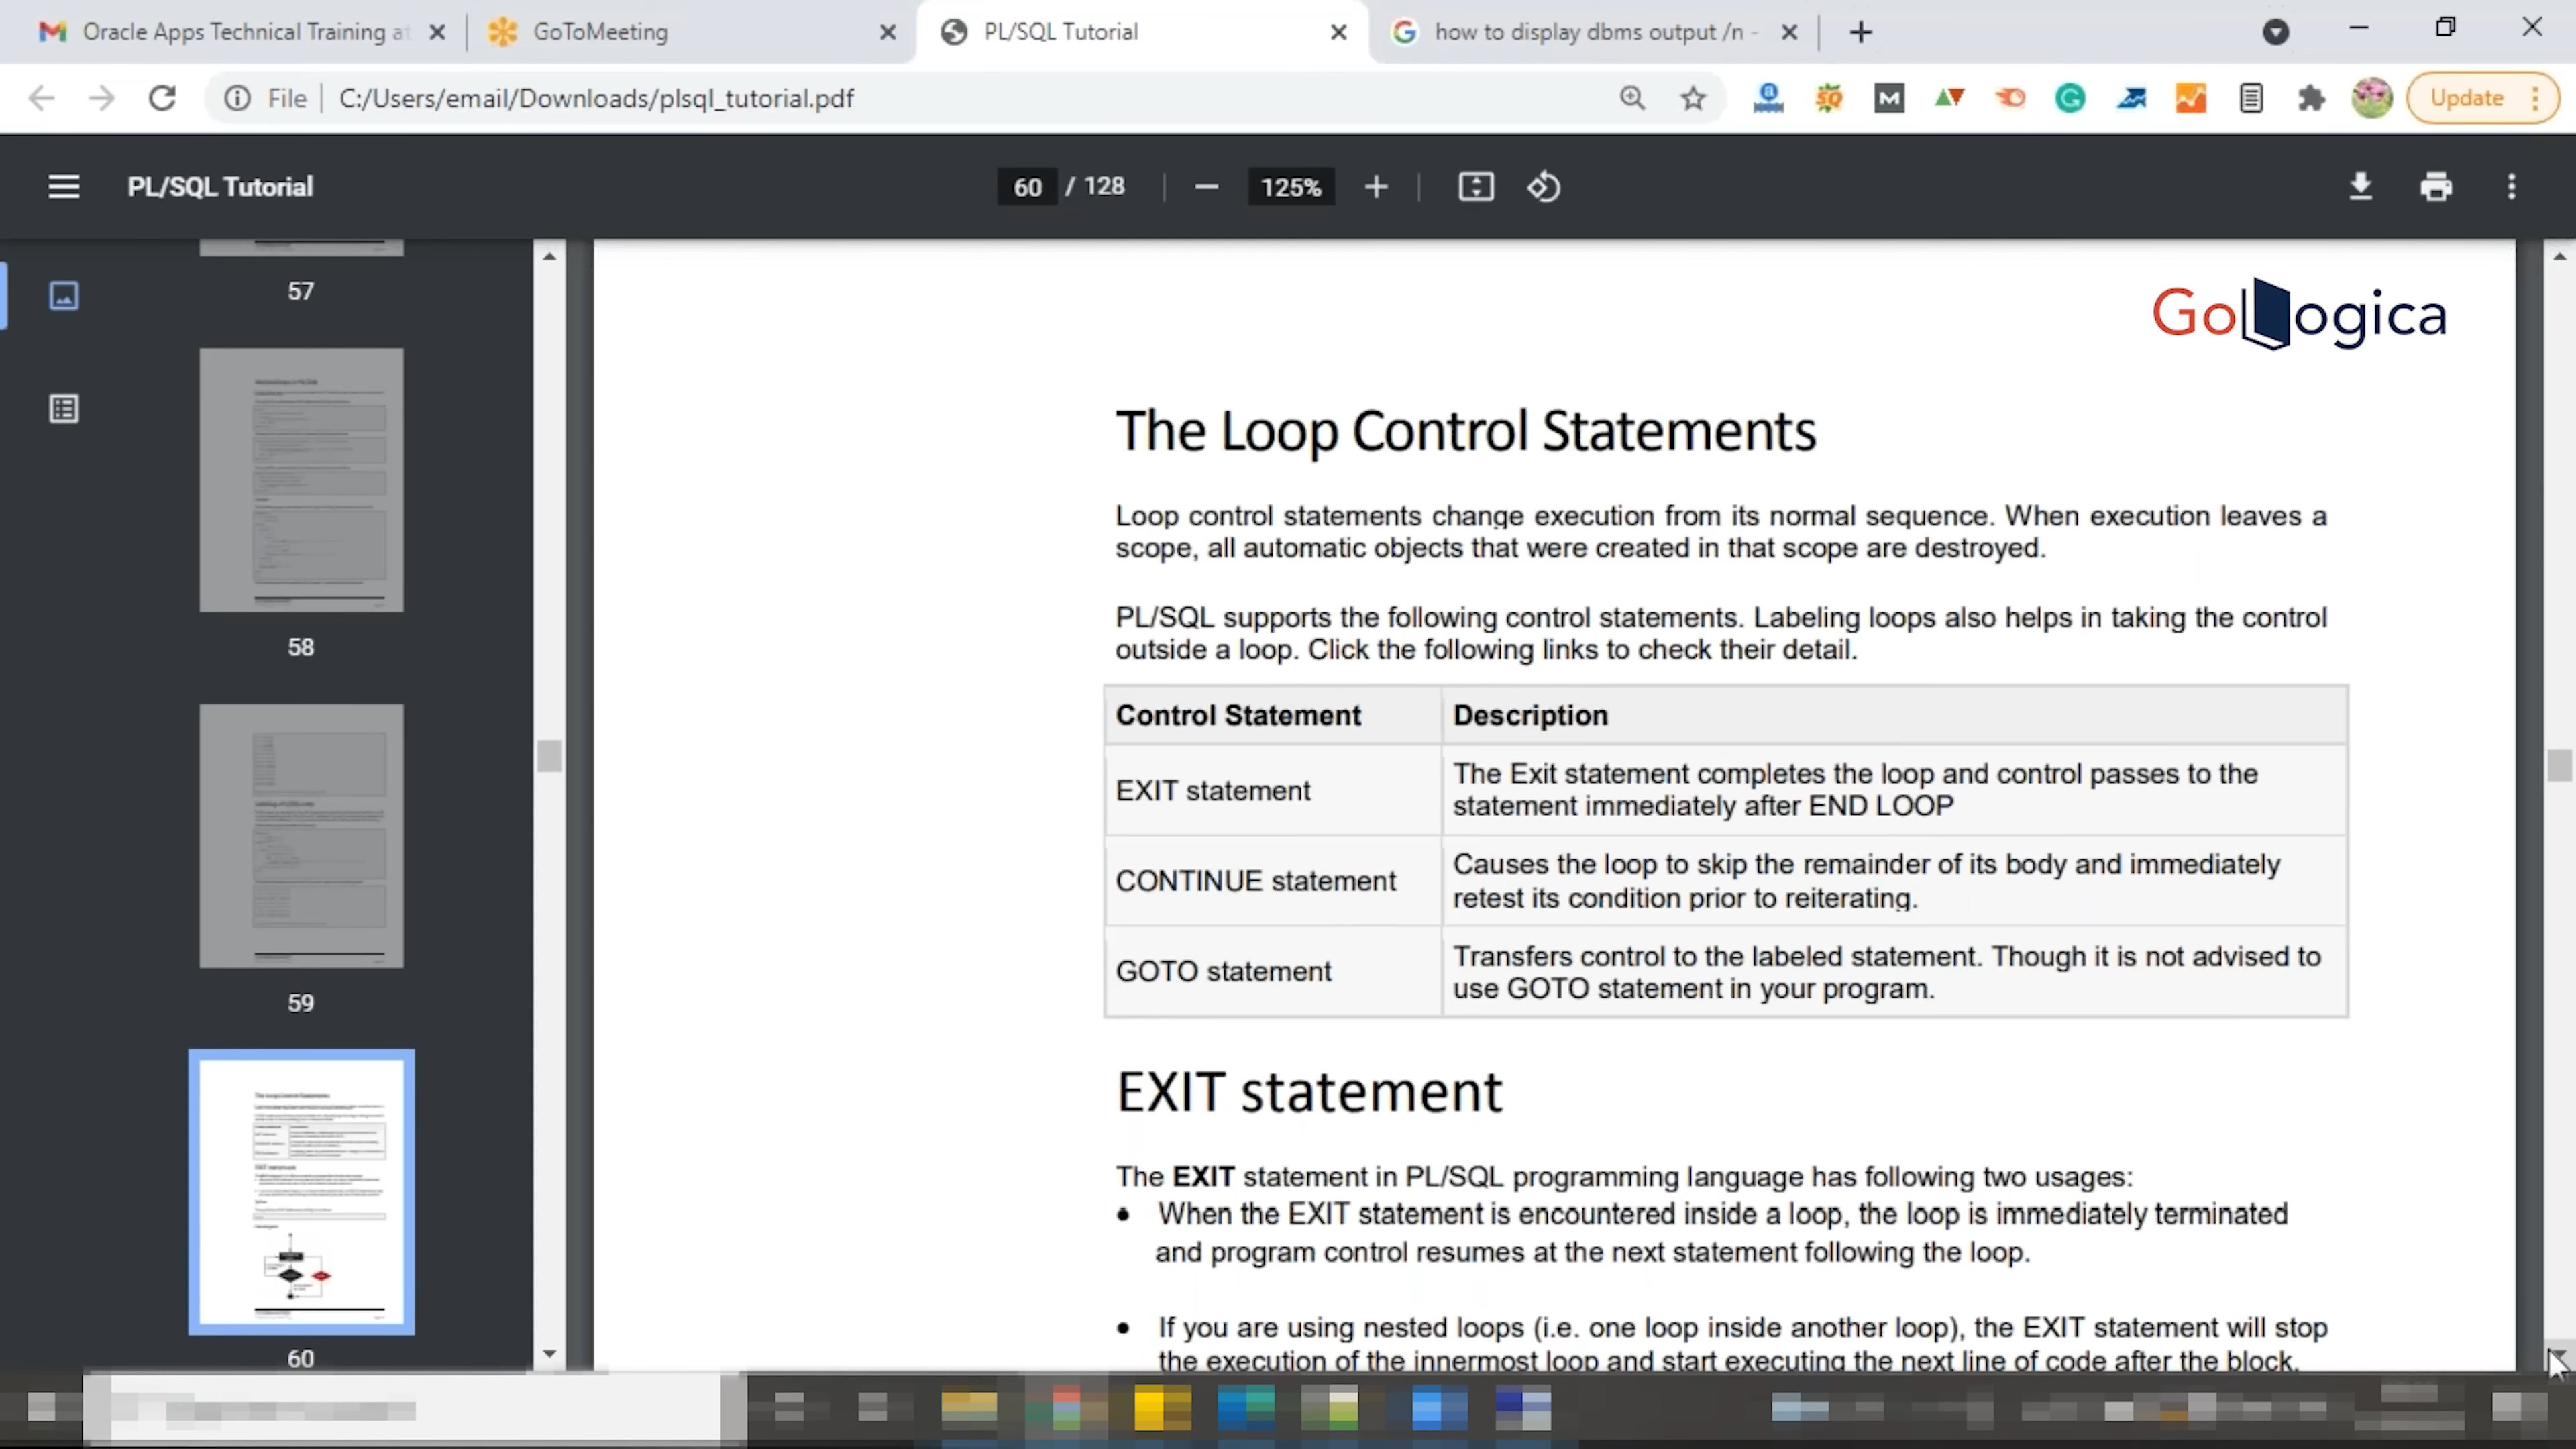 Oracle Apps Technical Training at
GoToMeeting
PL/SQL Tutorial
how to display dbms output /n -
File
C:/Users/email/Downloads/plsql_tutorial.pdf
Update
PL/SQL Tutorial
60 / 128
125%
57
58
59
60
GoLogica
The Loop Control Statements
Loop control statements change execution from its normal sequence. When execution leaves a
scope, all automatic objects that were created in that scope are destroyed.
PL/SQL supports the following control statements. Labeling loops also helps in taking the control
outside a loop. Click the following links to check their detail.
Control Statement Description
EXIT statement
The Exit statement completes the loop and control passes to the
statement immediately after END LOOP
CONTINUE statement
Causes the loop to skip the remainder of its body and immediately
retest its condition prior to reiterating.
GOTO statement
Transfers control to the labeled statement. Though it is not advised to
use GOTO statement in your program.
EXIT statement
The EXIT statement in PL/SQL programming language has following two usages:
• When the EXIT statement is encountered inside a loop, the loop is immediately terminated
and program control resumes at the next statement following the loop.
• If you are using nested loops (i.e. one loop inside another loop), the EXIT statement will stop
the execution of the innermost loop and start executing the next line of code after the block.